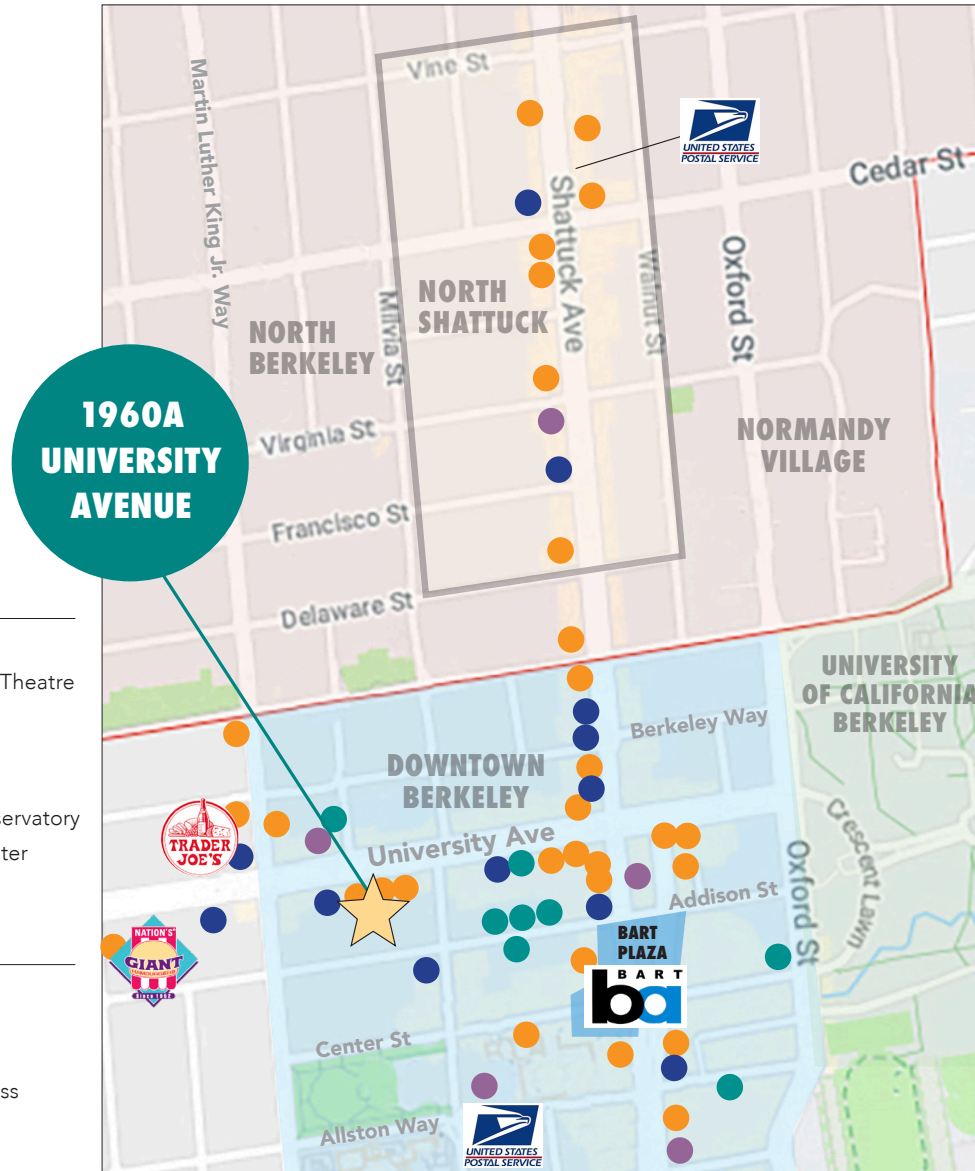 Vine St
Martin Luther King Jr. Way
UNITED STATES
POSTAL SERVICE
Cedar St
Shattuck Ave
Walnut St
Oxford St
Milvia St
NORTH
SHATTUCK
NORTH
BERKELEY
1960A
UNIVERSITY
AVENUE
Virginia St
NORMANDY
VILLAGE
Francisco St
Delaware St
Theatre
UNIVERSITY
OF CALIFORNIA
BERKELEY
Berkeley Way
DOWNTOWN
BERKELEY
servatory
ter
TRADER
JOE'S
University Ave
Crescent Lawn
Oxford St
Addison St
BART
PLAZA
BART
ba
NATION'S
GIANT
HAMBURGERS
Since 1952
Center St
ss
Allston Way
UNITED STATES
POSTAL SERVICE